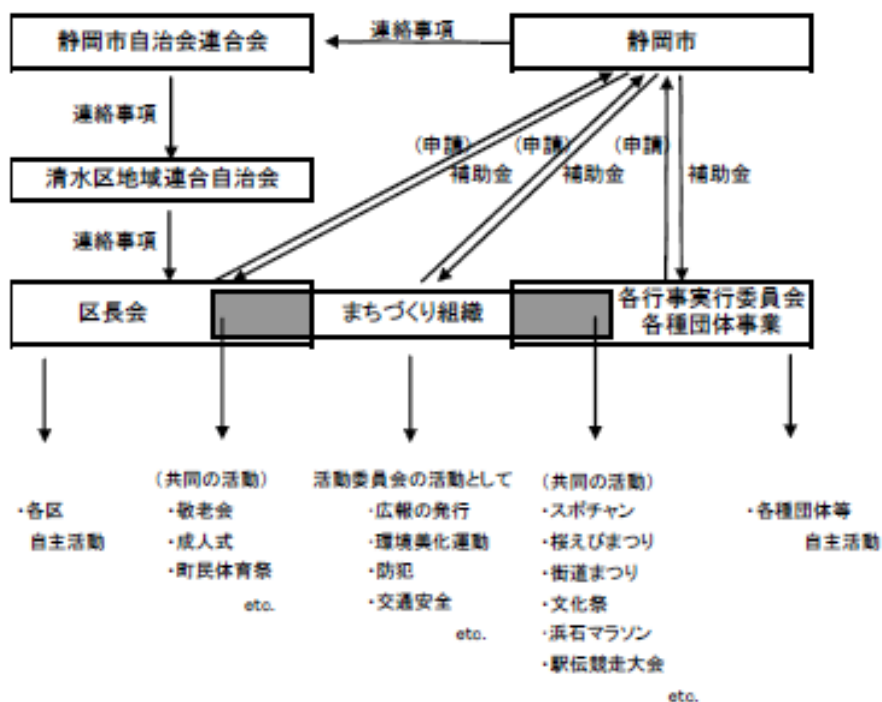 静岡市自治会連合会
連絡事項
静岡市
連絡事項
(申請)
(申請)
(申請)
清水区地域連合自治会
補助金
補助金
補助金
連絡事項
区長会
まちづくり組織
各行事実行委員会
各種団体事業
・各区
自主活動
(共同の活動)
・敬老会
・成人式
・町民体育祭
etc.
活動委員会の活動として
・広報の発行
・環境美化運動
・防犯
・交通安全
etc.
(共同の活動)
・スポチャン
・桜えびまつり
・街道まつり
・文化祭
・浜石マラソン
・駅伝競走大会
etc.
・各種団体等
自主活動